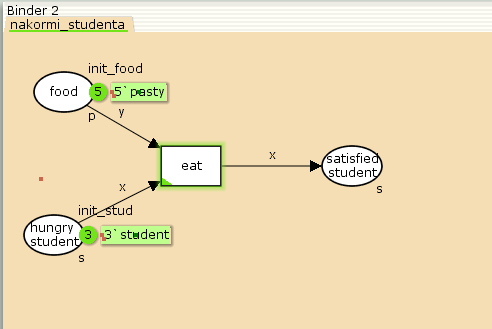 Binder 2
nakormi_studenta
init_food
food
5
5`pasty
p
y
eat
x
satisfied
student
s
x
init_stud
hungry
student
3
3`student
s